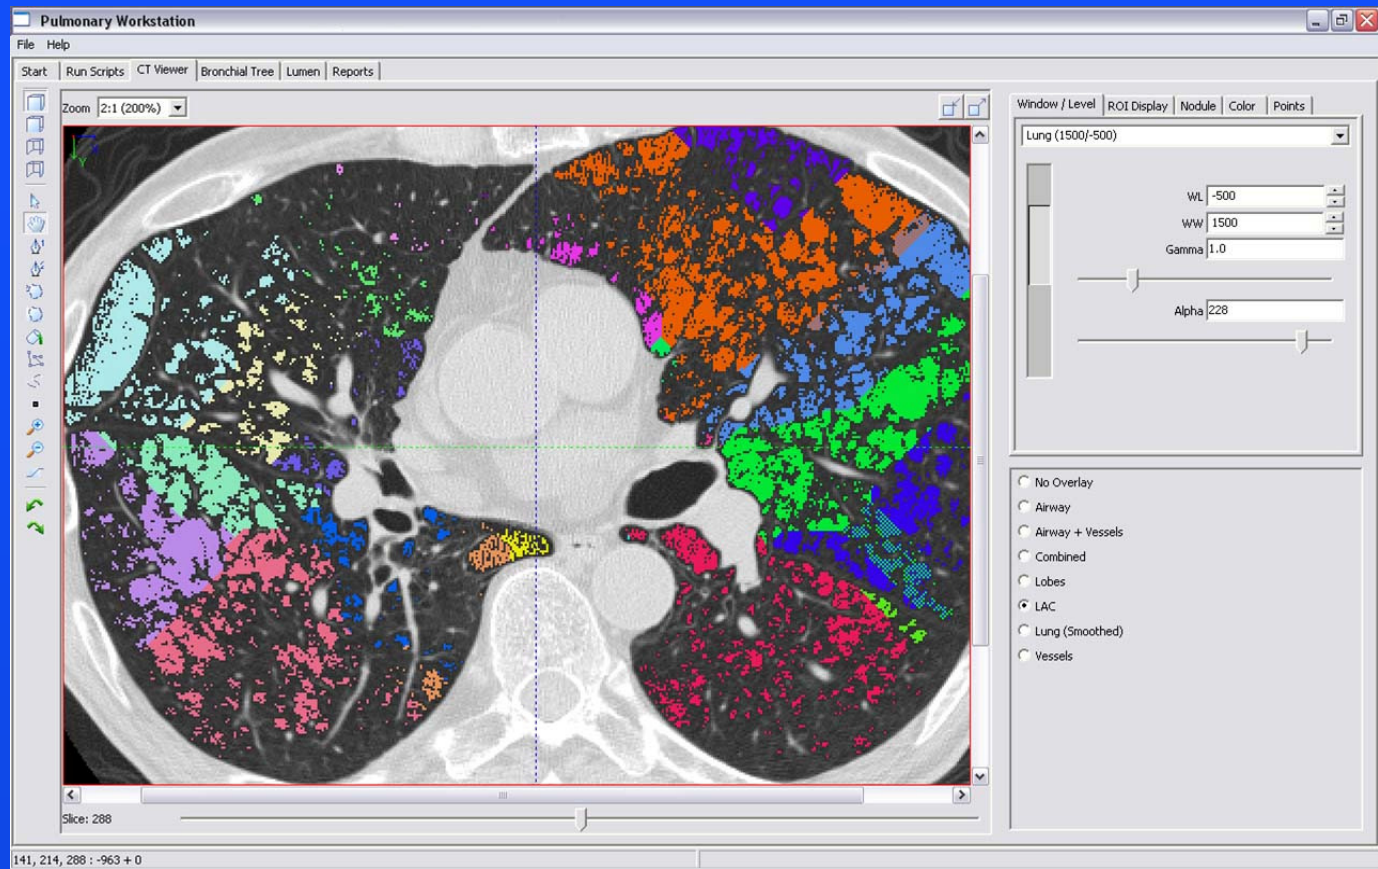 Pulmonary Workstation
File Help
Start Run Scripts CT Viewer Bronchial Tree Lumen Reports
Zoom 2:1 (200%)
Window / Level ROI Display Nodule Color Points
Lung (1500/-500)
WL -500
WW 1500
Gamma 1.0
Alpha 228
No Overlay
Airway
Airway + Vessels
Combined
Lobes
LAC
Lung (Smoothed)
Vessels
Slice: 288
141, 214, 288 : -963 + 0